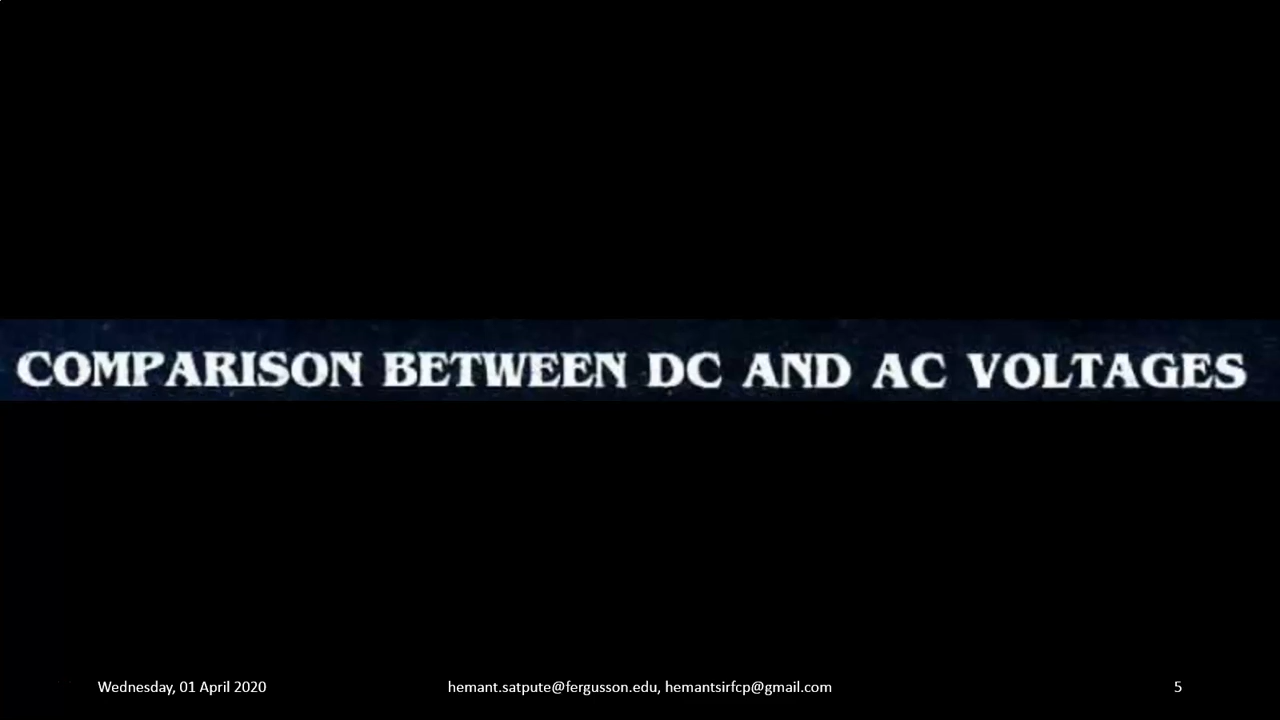 COMPARISON BETWEEN DC AND AC VOLTAGES
Wednesday, 01 April 2020 hemant.satpute@fergusson.edu, hemantsirfcp@gmail.com 5